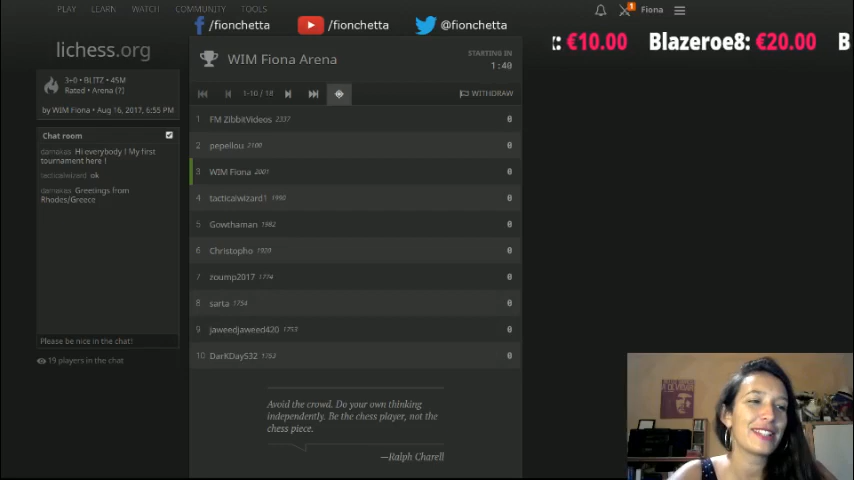 PLAY LEARN WATCH COMMUNITY TOOLS
Fiona
1
/fionchetta /fionchetta @fionchetta
lichess.org
: €10.00 Blazeroe8: €20.00 B
WIM Fiona Arena
STARTING IN
1:40
3+0 • BLITZ • 45M
Rated • Arena (?)
by WIM Fiona • Aug 16, 2017, 6:55 PM
1-10 / 18
WITHDRAW
Chat room
Hi everybody ! My first
tournament here !
tacticalwizard ok
Greetings from
Rhodes/Greece
Please be nice in the chat!
19 players in the chat
1 FM ZibbitVideos 2337 0
2 pepellou 2100 0
3 WIM Fiona 2001 0
4 tacticalwizard1 1990 0
5 Gowthaman 1982 0
6 Christopho 1920 0
7 zoump2017 1774 0
8 sarta 1754 0
9 jaweedjaweed420 1753 0
10 DarKDay532 1752 0
Avoid the crowd. Do your own thinking
independently. Be the chess player, not the
chess piece.
—Ralph Charell